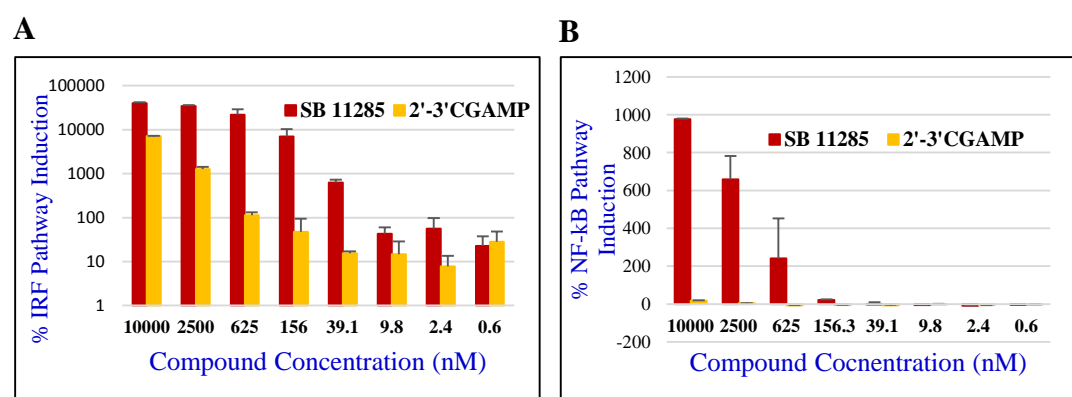 A
B
% IRF Pathway Induction
100000
10000
1000
100
10
1
SB 11285 2'-3'CGAMP
10000 2500 625 156 39.1 9.8 2.4 0.6
Compound Concentration (nM)
% NF-kB Pathway
Induction
1200
1000
800
600
400
200
0
-200
SB 11285 2'-3'CGAMP
10000 2500 625 156.3 39.1 9.8 2.4 0.6
Compound Cocnentration (nM)